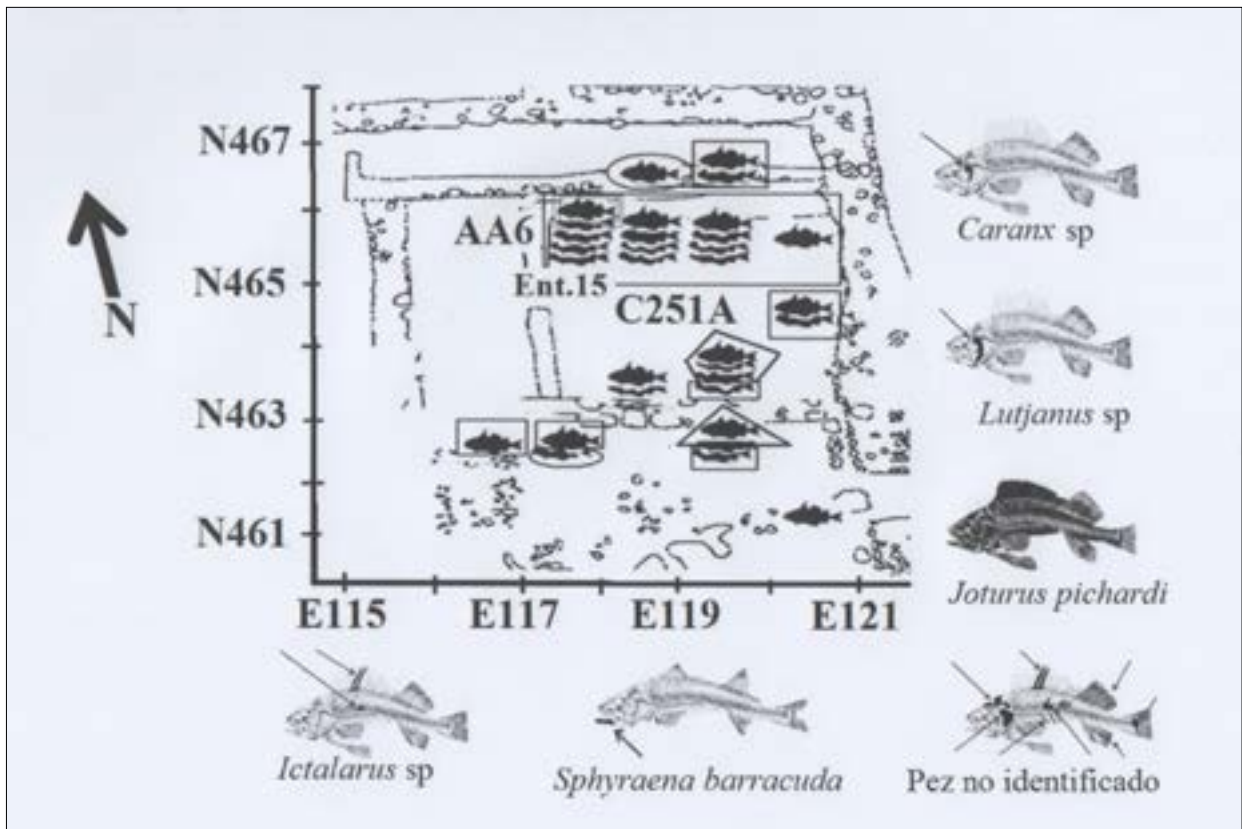 N467
Caranx sp
AA6
N465
Ent.15
C251A
N
Lutjanus sp
N463
N461
Joturus pichardi
E115 E117 E119 E121
Ictalarus sp
Sphyraena barracuda
Pez no identificado